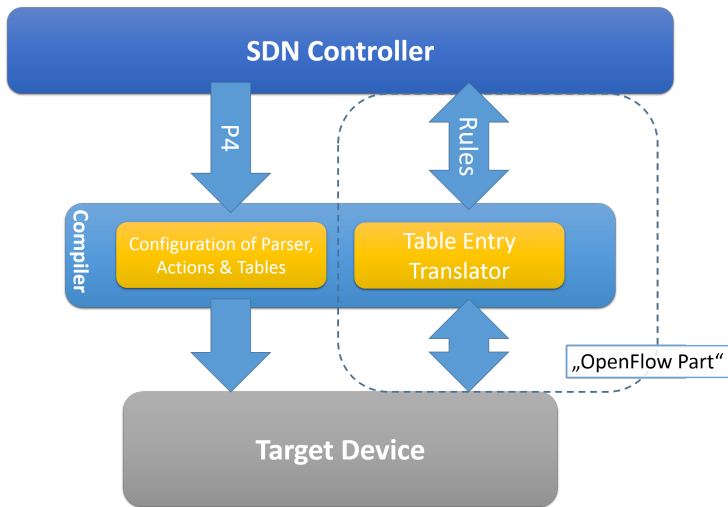 SDN Controller
P4
Rules
Compiler
Configuration of Parser,
Actions & Tables
Table Entry
Translator
„OpenFlow Part“
Target Device